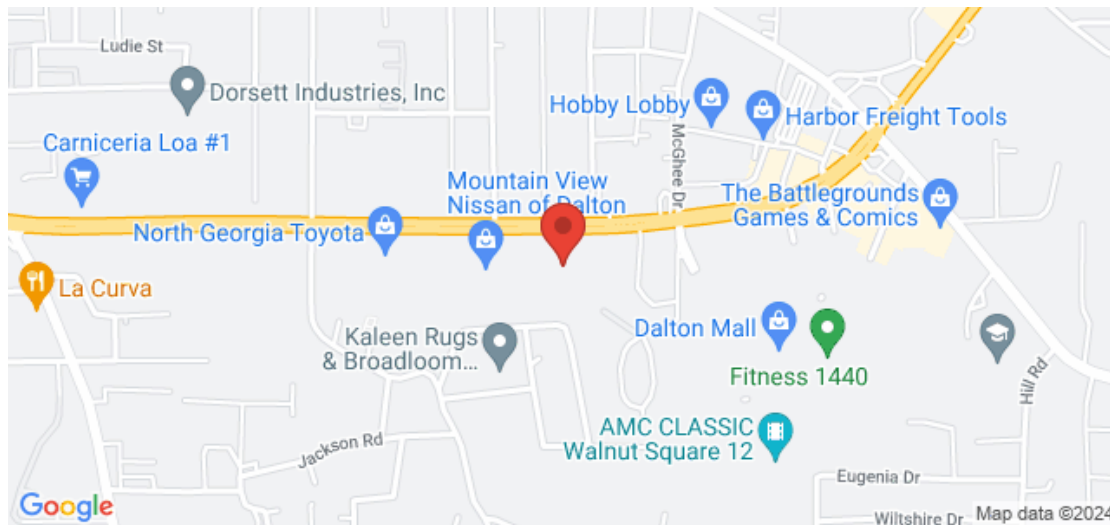 Ludie St
Dorsett Industries, Inc
Hobby Lobby
Harbor Freight Tools
Carniceria Loa #1
McGhee Dr
Mountain View
Nissan of Dalton
The Battlegrounds
Games & Comics
North Georgia Toyota
La Curva
Kaleen Rugs
& Broadloom...
Dalton Mall
Fitness 1440
Hill Rd
AMC CLASSIC
Walnut Square 12
Jackson Rd
Eugenia Dr
Google
Wiltshire Dr
Map data ©2024